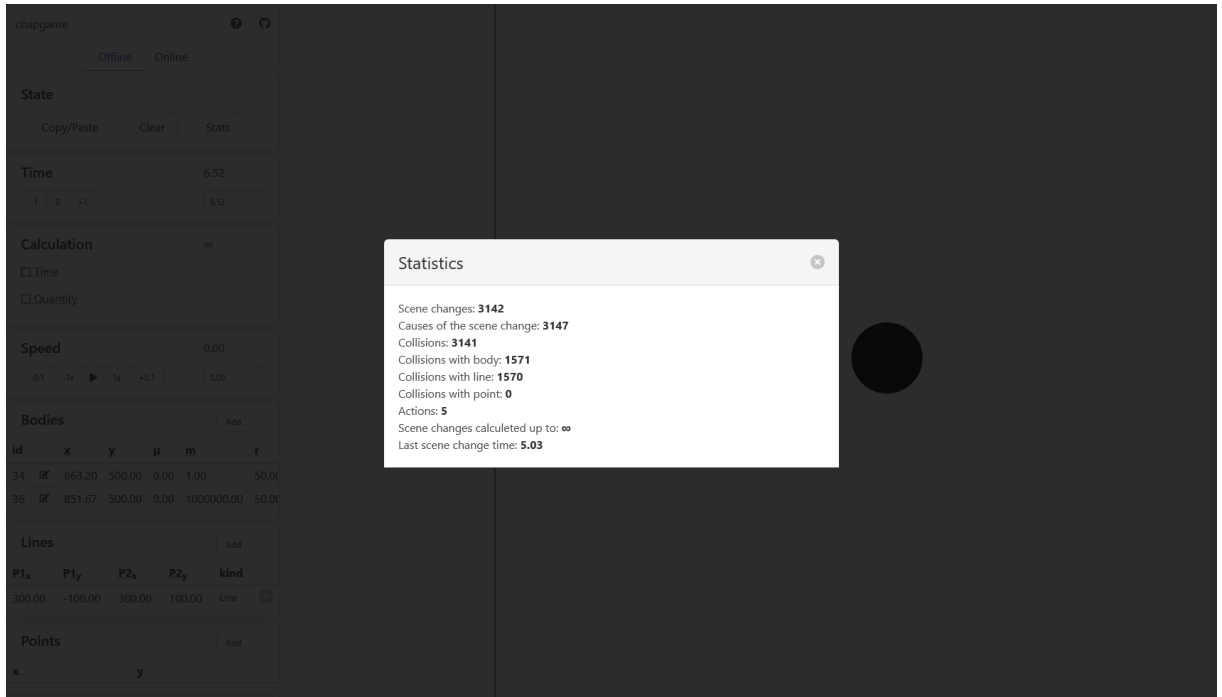 chapgame
Offline Online
State
Copy/Paste Clear Stats
Time 6.52
-1 0 +1 6.52
Calculation ∞
Time
Quantity
Speed 0.00
-0.1 -1x 1x +0.1 0.00
Bodies Add
id x y μ m r
34 663.20 500.00 0.00 1.00 50.00
36 851.67 500.00 0.00 1000000.00 50.00
Lines Add
P1x P1y P2x P2y kind
300.00 -100.00 300.00 100.00 Line
Points Add
x y
Statistics
Scene changes: 3142
Causes of the scene change: 3147
Collisions: 3141
Collisions with body: 1571
Collisions with line: 1570
Collisions with point: 0
Actions: 5
Scene changes calculeted up to: ∞
Last scene change time: 5.03